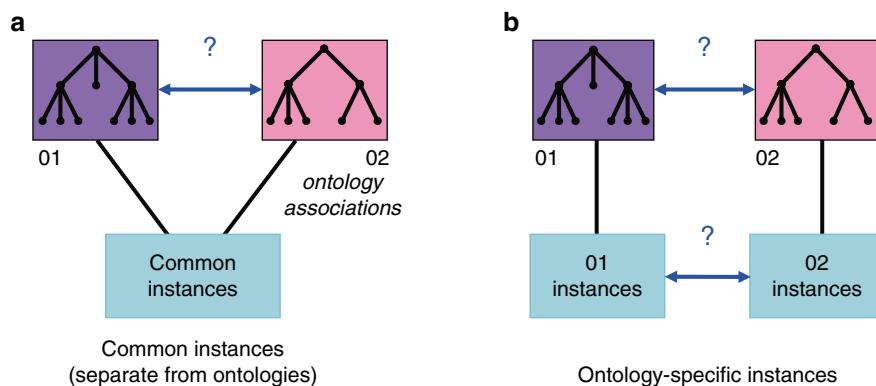 a
?
01
02
ontology
associations
Common
instances
Common instances
(separate from ontologies)
b
?
01
02
?
01
instances
02
instances
Ontology-specific instances